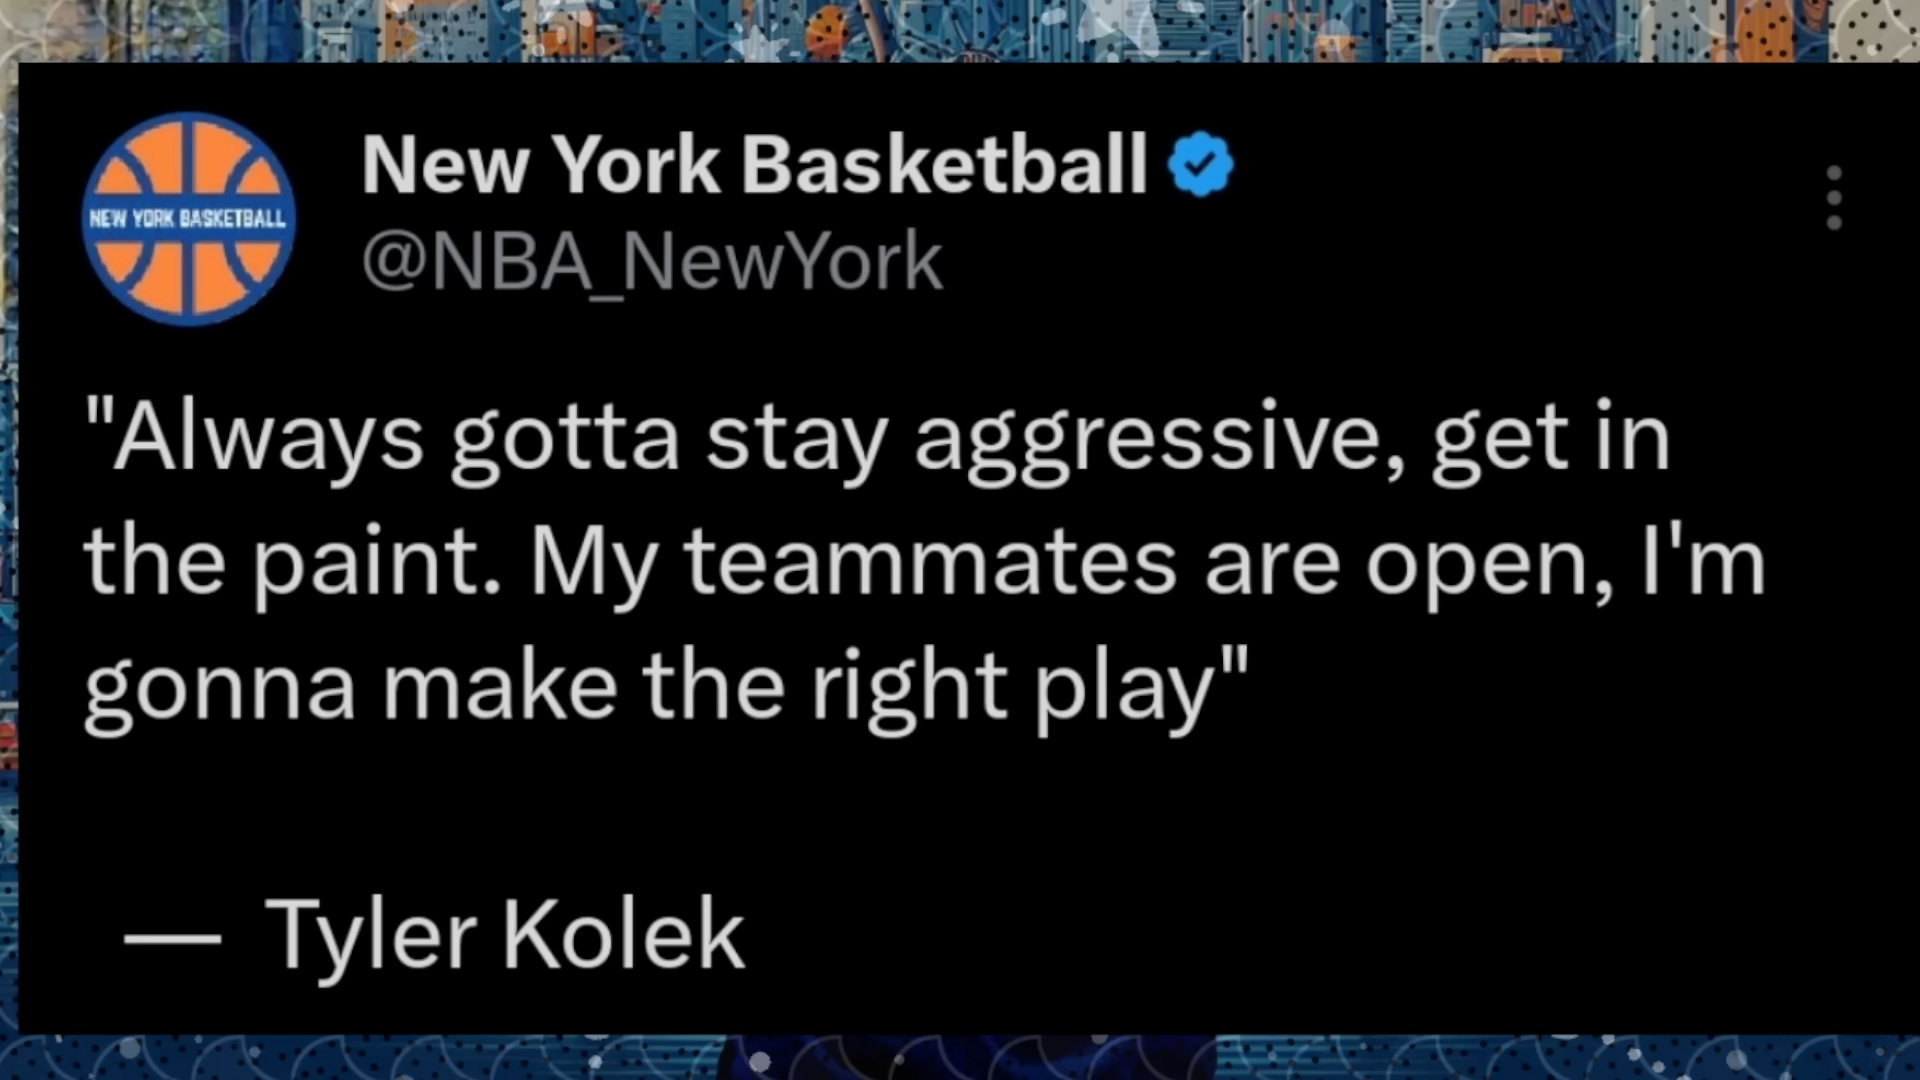 NEW YORK BASKETBALL
New York Basketball
@NBA_NewYork
"Always gotta stay aggressive, get in
the paint. My teammates are open, I'm
gonna make the right play"
— Tyler Kolek